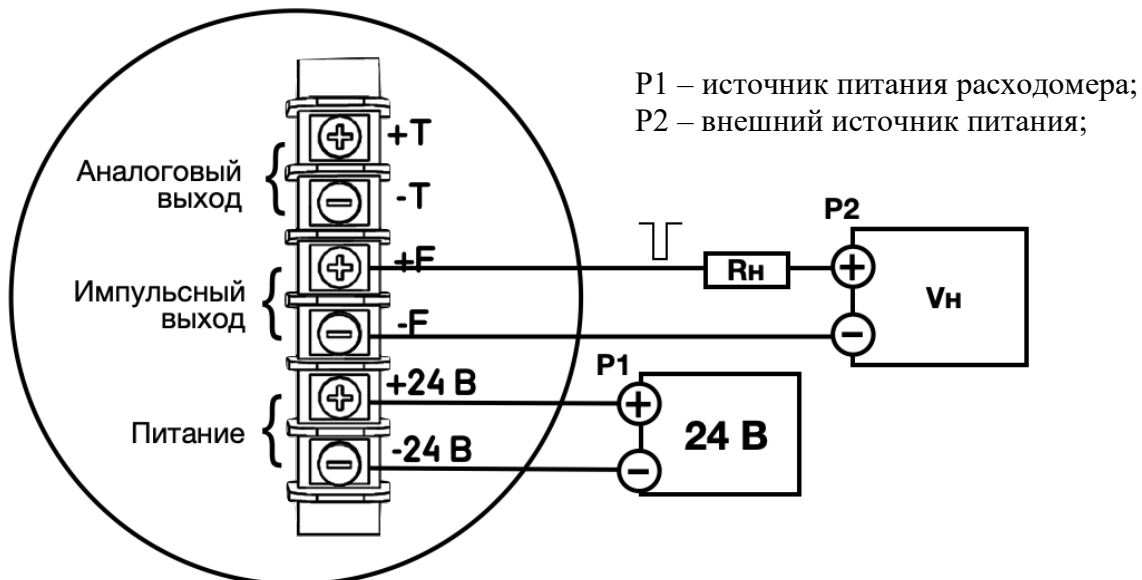 Р1 – источник питания расходомера;
Р2 – внешний источник питания;
+T
Аналоговый
выход
-T
P2
+F
Rн
Vн
Импульсный
выход
-F
P1
+24 В
Питание
24 В
-24 В